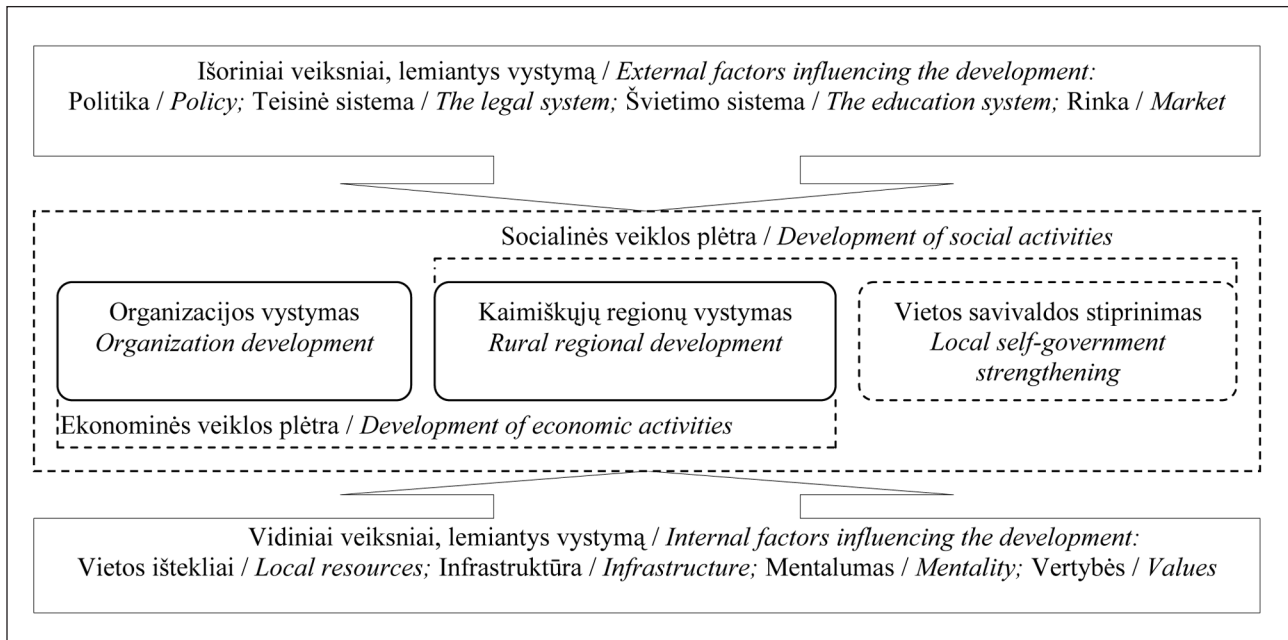 Išoriniai veiksniai, lemiantys vystymą / External factors influencing the development:
Politika / Policy; Teisinė sistema / The legal system; Švietimo sistema / The education system; Rinka / Market
Socialinės veiklos plėtra / Development of social activities
Organizacijos vystymas
Organization development
Kaimiškųjų regionų vystymas
Rural regional development
Vietos savivaldos stiprinimas
Local self-government
strengthening
Ekonominės veiklos plėtra / Development of economic activities
Vidiniai veiksniai, lemiantys vystymą / Internal factors influencing the development:
Vietos ištekliai / Local resources; Infrastruktūra / Infrastructure; Mentalumas / Mentality; Vertybės / Values